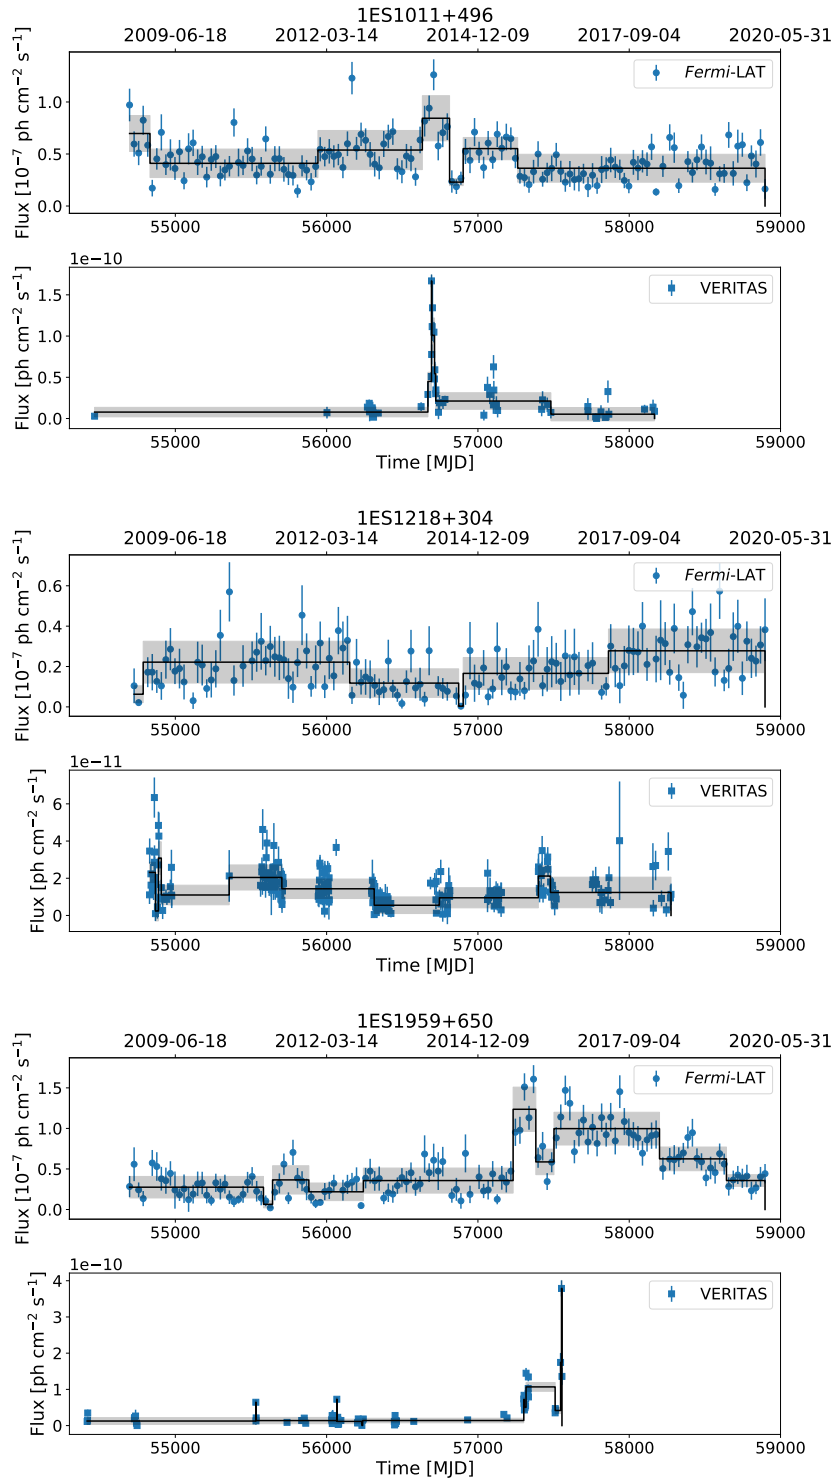 1ES1011+496
2009-06-18 2012-03-14 2014-12-09 2017-09-04 2020-05-31
Flux [10⁻⁷ ph cm⁻² s⁻¹]
1.0
0.5
0.0
Fermi-LAT
55000 56000 57000 58000 59000
1e−10
Flux [ph cm⁻² s⁻¹]
1.5
1.0
0.5
0.0
VERITAS
55000 56000 57000 58000 59000
Time [MJD]
1ES1218+304
2009-06-18 2012-03-14 2014-12-09 2017-09-04 2020-05-31
Flux [10⁻⁷ ph cm⁻² s⁻¹]
0.6
0.4
0.2
0.0
Fermi-LAT
55000 56000 57000 58000 59000
1e−11
Flux [ph cm⁻² s⁻¹]
6
4
2
0
VERITAS
55000 56000 57000 58000 59000
Time [MJD]
1ES1959+650
2009-06-18 2012-03-14 2014-12-09 2017-09-04 2020-05-31
Flux [10⁻⁷ ph cm⁻² s⁻¹]
1.5
1.0
0.5
0.0
Fermi-LAT
55000 56000 57000 58000 59000
1e−10
Flux [ph cm⁻² s⁻¹]
4
3
2
1
0
VERITAS
55000 56000 57000 58000 59000
Time [MJD]